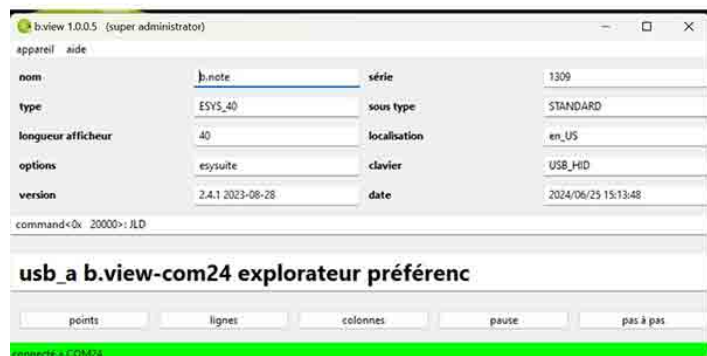 b.view 1.0.0.5 (super administrator)
appareil aide
nom b.note série 1309
type ESYS_40 sous type STANDARD
longueur afficheur 40 localisation en_US
options esysuite clavier USB_HID
version 2.4.1 2023-08-28 date 2024/06/25 15:13:48
command<0x 20000>: JLD
usb_a b.view-com24 explorateur préférenc
points lignes colonnes pause pas à pas
connecté à COM24